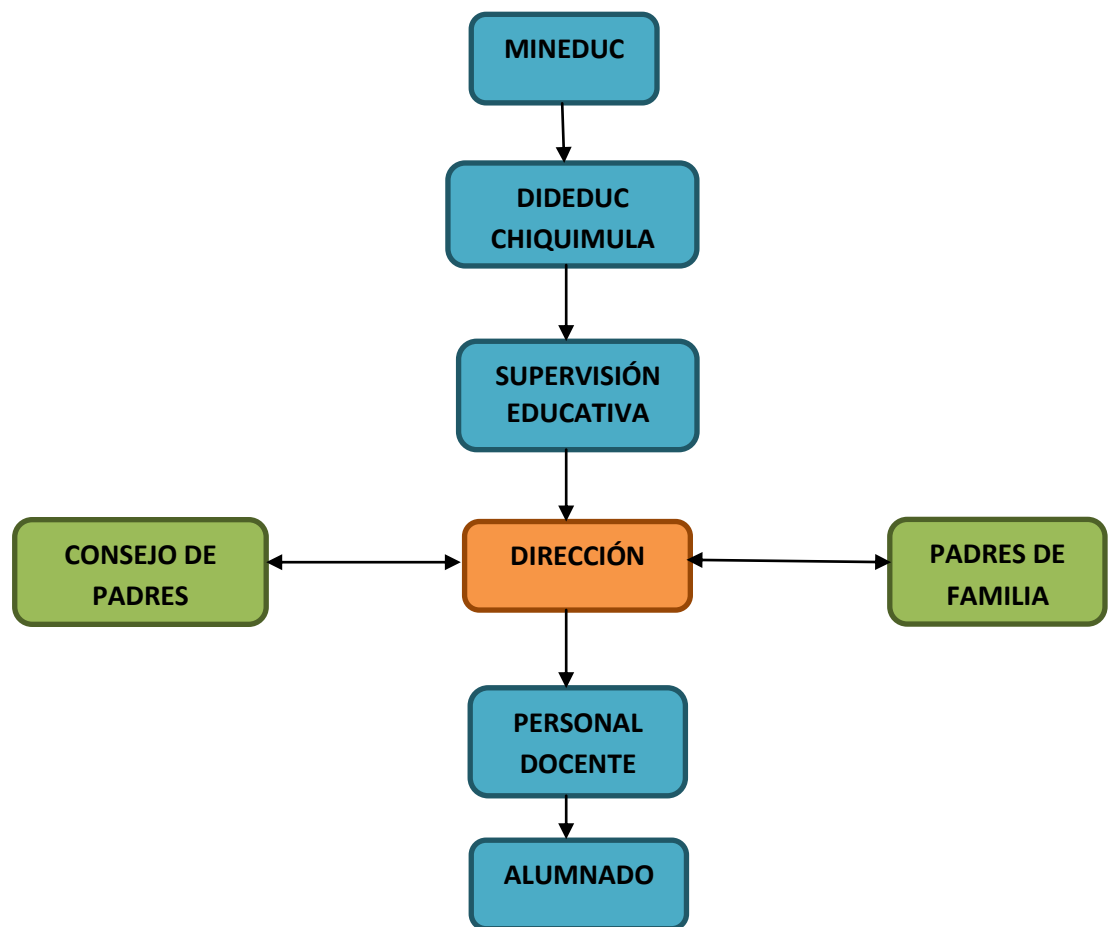 MINEDUC
DIDEDUC
CHIQUIMULA
SUPERVISIÓN
EDUCATIVA
CONSEJO DE
PADRES
DIRECCIÓN
PADRES DE
FAMILIA
PERSONAL
DOCENTE
ALUMNADO